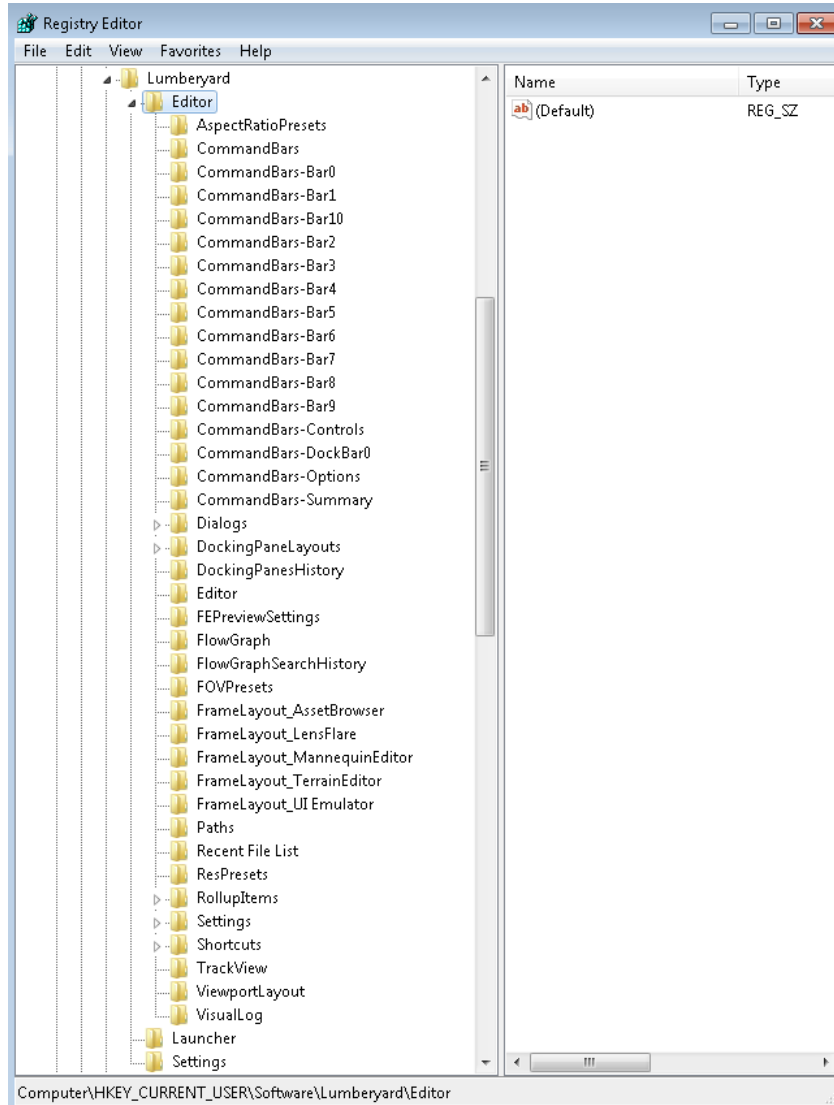 Registry Editor
File Edit View Favorites Help
Lumberyard
Editor
AspectRatioPresets
CommandBars
CommandBars-Bar0
CommandBars-Bar1
CommandBars-Bar10
CommandBars-Bar2
CommandBars-Bar3
CommandBars-Bar4
CommandBars-Bar5
CommandBars-Bar6
CommandBars-Bar7
CommandBars-Bar8
CommandBars-Bar9
CommandBars-Controls
CommandBars-DockBar0
CommandBars-Options
CommandBars-Summary
Dialogs
DockingPaneLayouts
DockingPanesHistory
Editor
FEPreviewSettings
FlowGraph
FlowGraphSearchHistory
FOVPresets
FrameLayout_AssetBrowser
FrameLayout_LensFlare
FrameLayout_MannequinEditor
FrameLayout_TerrainEditor
FrameLayout_UI Emulator
Paths
Recent File List
ResPresets
RollupItems
Settings
Shortcuts
TrackView
ViewportLayout
VisualLog
Launcher
Settings
Name Type
ab (Default) REG_SZ
Computer\HKEY_CURRENT_USER\Software\Lumberyard\Editor